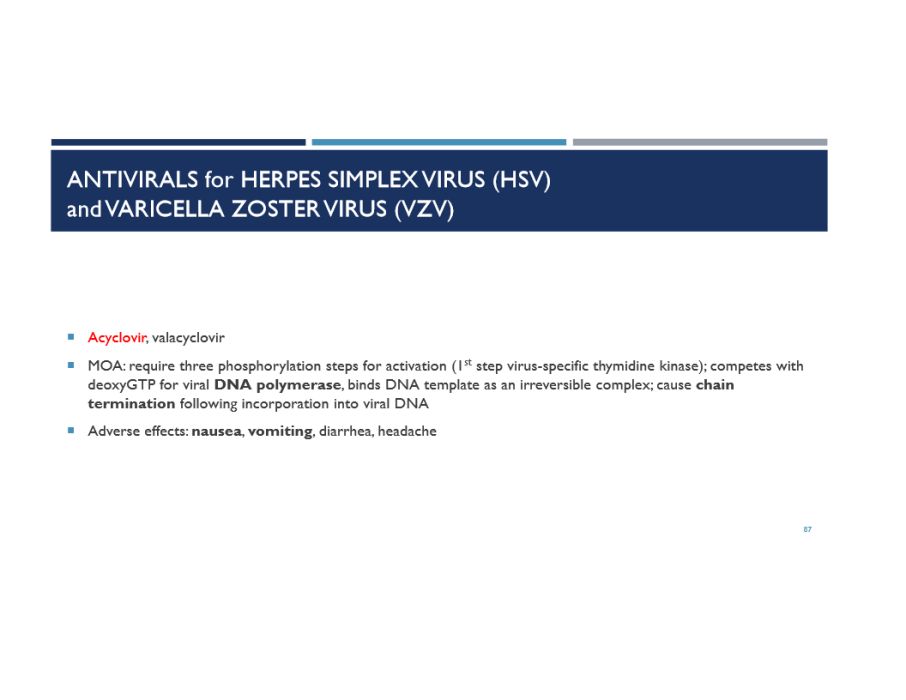 ANTIVIRALS for HERPES SIMPLEX VIRUS (HSV)
and VARICELLA ZOSTER VIRUS (VZV)
Acyclovir, valacyclovir
MOA: require three phosphorylation steps for activation (1st step virus-specific thymidine kinase); competes with
deoxyGTP for viral DNA polymerase, binds DNA template as an irreversible complex; cause chain
termination following incorporation into viral DNA
Adverse effects: nausea, vomiting, diarrhea, headache
87